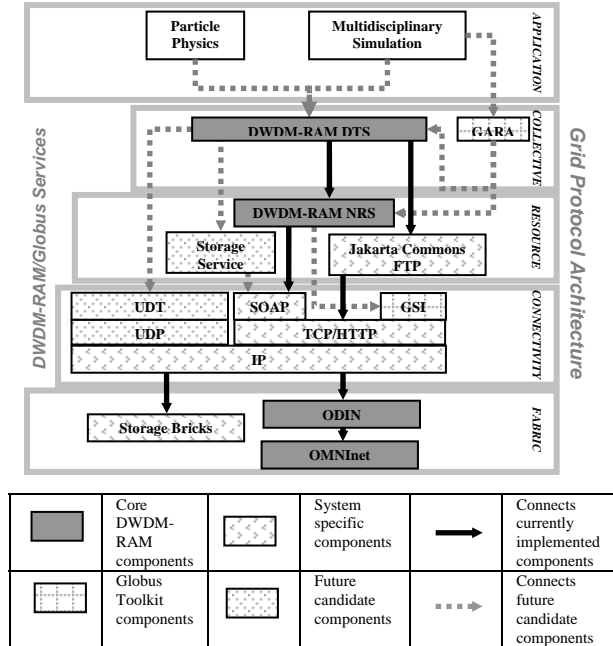 Particle
Physics
Multidisciplinary
Simulation
APPLICATION
DWDM-RAM DTS
GARA
COLLECTIVE
DWDM-RAM/Globus Services
Grid Protocol Architecture
DWDM-RAM NRS
Storage
Service
Jakarta Commons
FTP
RESOURCE
UDT
SOAP
GSI
UDP
TCP/HTTP
IP
CONNECTIVITY
ODIN
Storage Bricks
OMNInet
FABRIC
Core
DWDM-
RAM
components
System
specific
components
Connects
currently
implemented
components
Globus
Toolkit
components
Future
candidate
components
Connects
future
candidate
components